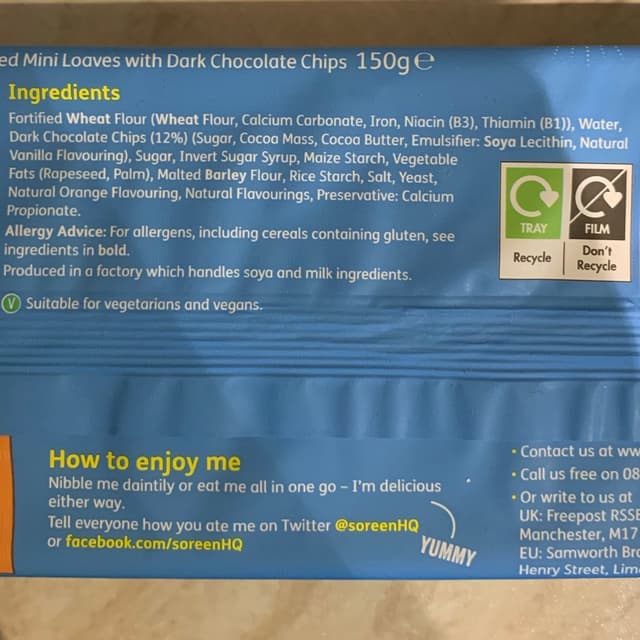 ed Mini Loaves with Dark Chocolate Chips 150g ℮
Ingredients
Fortified Wheat Flour (Wheat Flour, Calcium Carbonate, Iron, Niacin (B3), Thiamin (B1)), Water,
Dark Chocolate Chips (12%) (Sugar, Cocoa Mass, Cocoa Butter, Emulsifier: Soya Lecithin, Natural
Vanilla Flavouring), Sugar, Invert Sugar Syrup, Maize Starch, Vegetable
Fats (Rapeseed, Palm), Malted Barley Flour, Rice Starch, Salt, Yeast,
Natural Orange Flavouring, Natural Flavourings, Preservative: Calcium
Propionate.
Allergy Advice: For allergens, including cereals containing gluten, see
ingredients in bold.
Produced in a factory which handles soya and milk ingredients.
V Suitable for vegetarians and vegans.
TRAY
Recycle
FILM
Don't
Recycle
How to enjoy me
Nibble me daintily or eat me all in one go – I'm delicious
either way.
Tell everyone how you ate me on Twitter @soreenHQ
or facebook.com/soreenHQ
YUMMY
• Contact us at ww
• Call us free on 08
• Or write to us at
UK: Freepost RSSE
Manchester, M17
EU: Samworth Bro
Henry Street, Lim